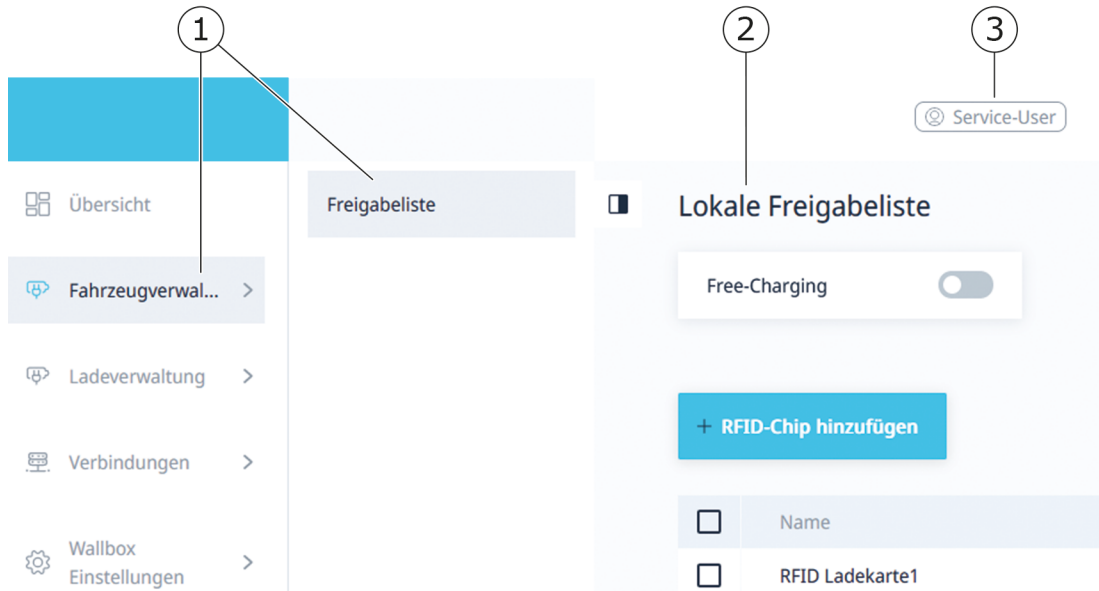 1
2
3
Service-User
Übersicht
Fahrzeugverwal...
Ladeverwaltung
Verbindungen
Wallbox
Einstellungen
Freigabeliste
Lokale Freigabeliste
Free-Charging
+ RFID-Chip hinzufügen
Name
RFID Ladekarte1